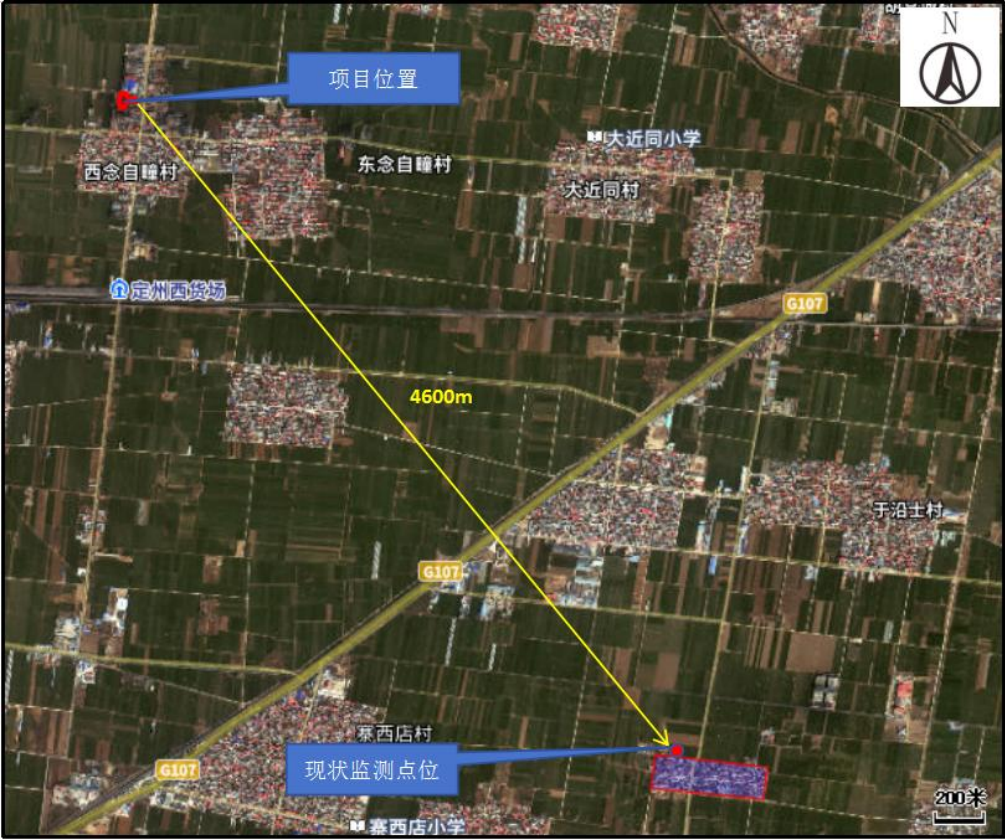 N
项目位置
大近同小学
东念自疃村
西念自疃村
大近同村
定州西货场
G107
4600m
于沿士村
G107
寨西店村
现状监测点位
G107
200米
寨西店小学